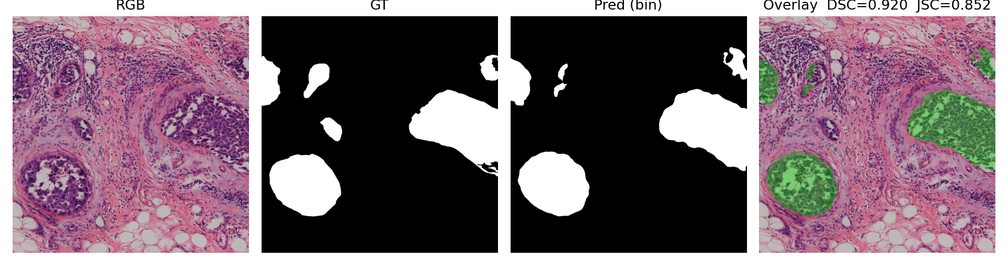 RGB
GT
Pred (bin)
Overlay DSC=0.920 JSC=0.852